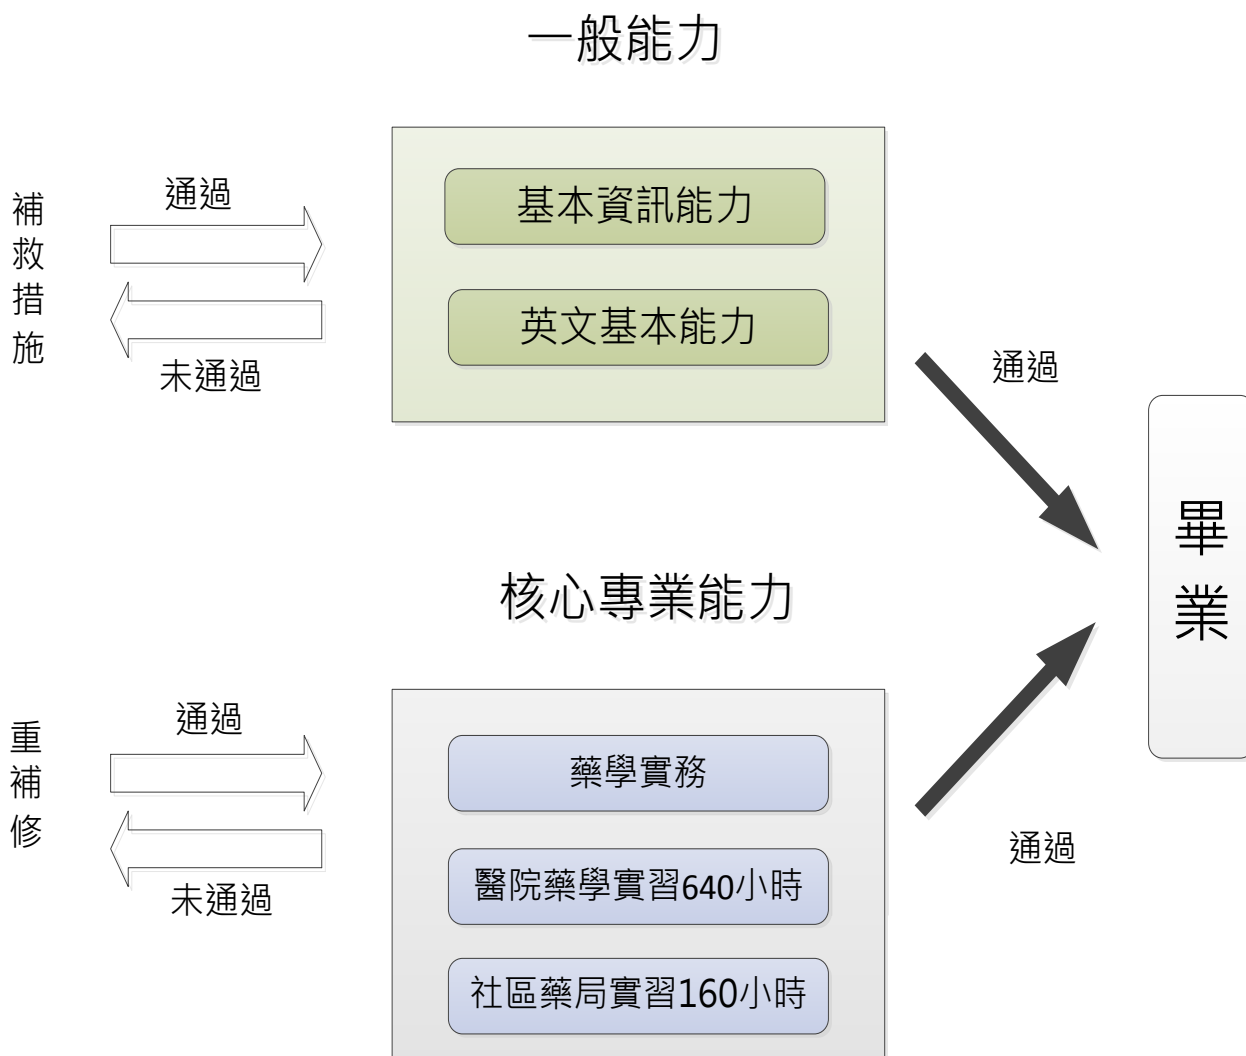 一般能力
補救措施
通過
未通過
基本資訊能力
英文基本能力
通過
畢業
核心專業能力
重補修
通過
未通過
藥學實務
醫院藥學實習640小時
社區藥局實習160小時
通過